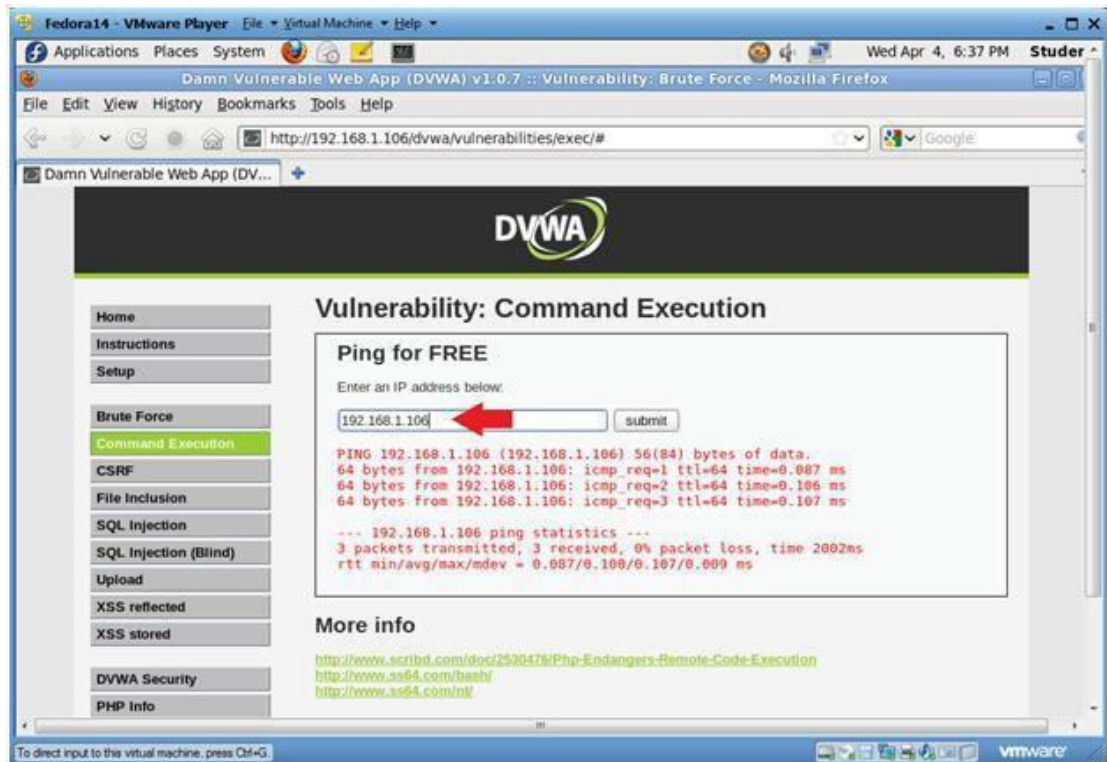 Fedora14 - VMware Player File Virtual Machine Help
Applications Places System Wed Apr 4, 6:37 PM Studer
Damn Vulnerable Web App (DVWA) v1.0.7 :: Vulnerability: Brute Force - Mozilla Firefox
File Edit View History Bookmarks Tools Help
http://192.168.1.106/dvwa/vulnerabilities/exec/# Google
Damn Vulnerable Web App (DV...
DVWA
Home
Instructions
Setup
Brute Force
Command Execution
CSRF
File Inclusion
SQL Injection
SQL Injection (Blind)
Upload
XSS reflected
XSS stored
DVWA Security
PHP Info
Vulnerability: Command Execution
Ping for FREE
Enter an IP address below:
192.168.1.106 submit
PING 192.168.1.106 (192.168.1.106) 56(84) bytes of data.
64 bytes from 192.168.1.106: icmp_req=1 ttl=64 time=0.087 ms
64 bytes from 192.168.1.106: icmp_req=2 ttl=64 time=0.106 ms
64 bytes from 192.168.1.106: icmp_req=3 ttl=64 time=0.107 ms
--- 192.168.1.106 ping statistics ---
3 packets transmitted, 3 received, 0% packet loss, time 2002ms
rtt min/avg/max/mdev = 0.087/0.100/0.107/0.009 ms
More info
http://www.scribd.com/doc/2530476/Php-Endangers-Remote-Code-Execution
http://www.ss64.com/bash/
http://www.ss64.com/nt/
To direct input to this virtual machine, press Ctrl+G. vmware